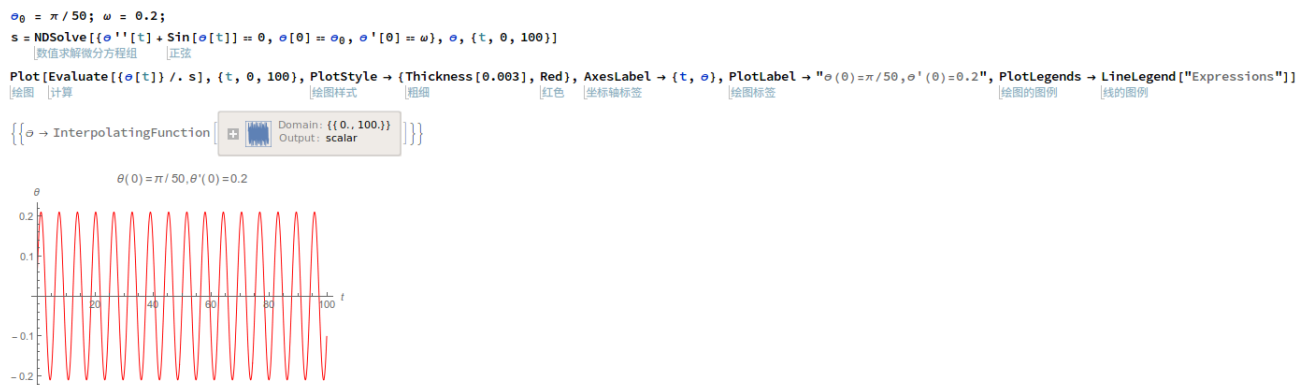 ɵ₀ = π / 50; ω = 0.2;
s = NDSolve[{ɵ''[t] + Sin[ɵ[t]] == 0, ɵ[0] == ɵ₀, ɵ'[0] == ω}, ɵ, {t, 0, 100}]
数值求解微分方程组 正弦
Plot[Evaluate[{ɵ[t]} /. s], {t, 0, 100}, PlotStyle → {Thickness[0.003], Red}, AxesLabel → {t, ɵ}, PlotLabel → "ɵ(0)=π/50,ɵ'(0)=0.2", PlotLegends → LineLegend["Expressions"]]
绘图 计算 绘图样式 粗细 红色 坐标轴标签 绘图标签 绘图的图例 线的图例
{{ɵ → InterpolatingFunction[ Domain: {{0., 100.}}
Output: scalar ]}}
θ(0)=π/50,θ'(0)=0.2
θ
0.2
0.1
20 40 60 80 100 t
-0.1
-0.2